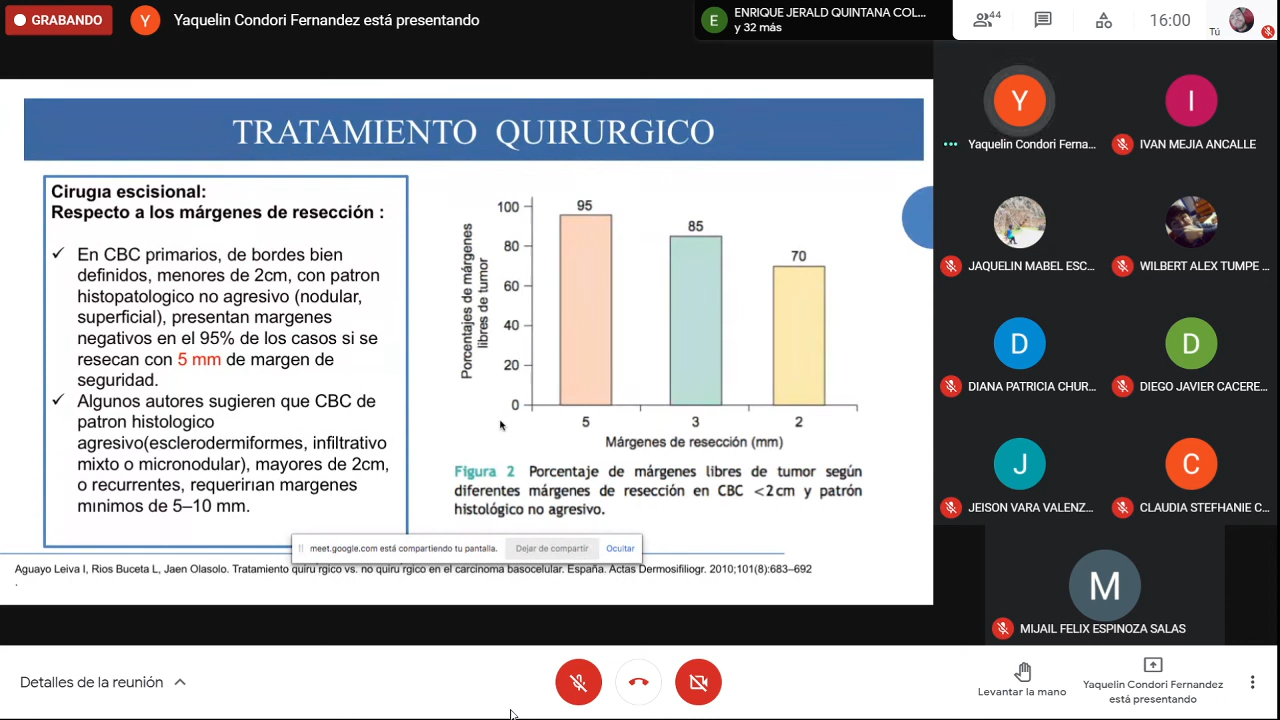 GRABANDO
Y
Yaquelin Condori Fernandez está presentando
E
ENRIQUE JERALD QUINTANA COL...
y 32 más
44
16:00
Tú
TRATAMIENTO QUIRURGICO
Cirugıa escisional:
Respecto a los márgenes de resección :
✓ En CBC primarios, de bordes bien
definidos, menores de 2cm, con patron
histopatologico no agresivo (nodular,
superficial), presentan margenes
negativos en el 95% de los casos si se
resecan con 5 mm de margen de
seguridad.
✓ Algunos autores sugieren que CBC de
patron histologico
agresivo(esclerodermiformes, infiltrativo
mixto o micronodular), mayores de 2cm,
o recurrentes, requerirıan margenes
mınimos de 5–10 mm.
Porcentajes de márgenes
libres de tumor
100
80
60
40
20
0
95
85
70
5
3
2
Márgenes de resección (mm)
Figura 2 Porcentaje de márgenes libres de tumor según
diferentes márgenes de resección en CBC <2cm y patrón
histológico no agresivo.
meet.google.com está compartiendo tu pantalla.
Dejar de compartir
Ocultar
Aguayo Leiva I, Rios Buceta L, Jaen Olasolo. Tratamiento quiru´rgico vs. no quiru´rgico en el carcinoma basocelular. España. Actas Dermosifiliogr. 2010;101(8):683–692
.
Y
Yaquelin Condori Ferna...
I
IVAN MEJIA ANCALLE
JAQUELIN MABEL ESC...
WILBERT ALEX TUMPE ...
D
DIANA PATRICIA CHUR...
D
DIEGO JAVIER CACERE...
J
JEISON VARA VALENZ...
C
CLAUDIA STEFHANIE C...
M
MIJAIL FELIX ESPINOZA SALAS
Detalles de la reunión
Levantar la mano
Yaquelin Condori Fernandez
está presentando